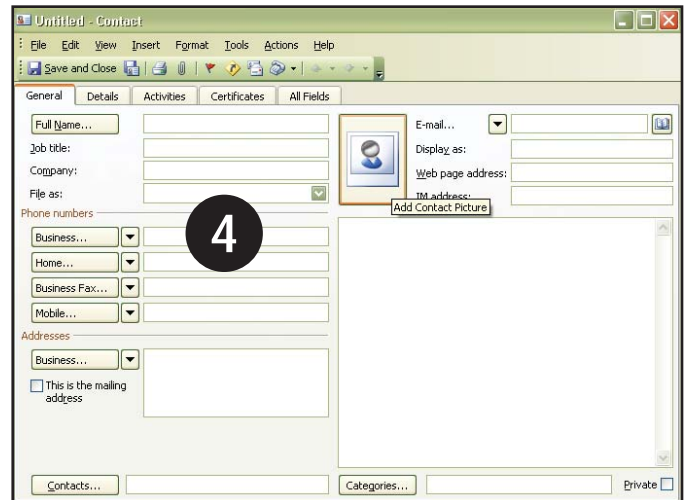 Untitled - Contact
File Edit View Insert Format Tools Actions Help
Save and Close
General Details Activities Certificates All Fields
Full Name...
Job title:
Company:
File as:
Phone numbers
Business...
Home...
Business Fax...
Mobile...
Addresses
Business...
This is the mailing
address
Contacts...
4
E-mail...
Display as:
Web page address:
IM address:
Add Contact Picture
Categories...
Private